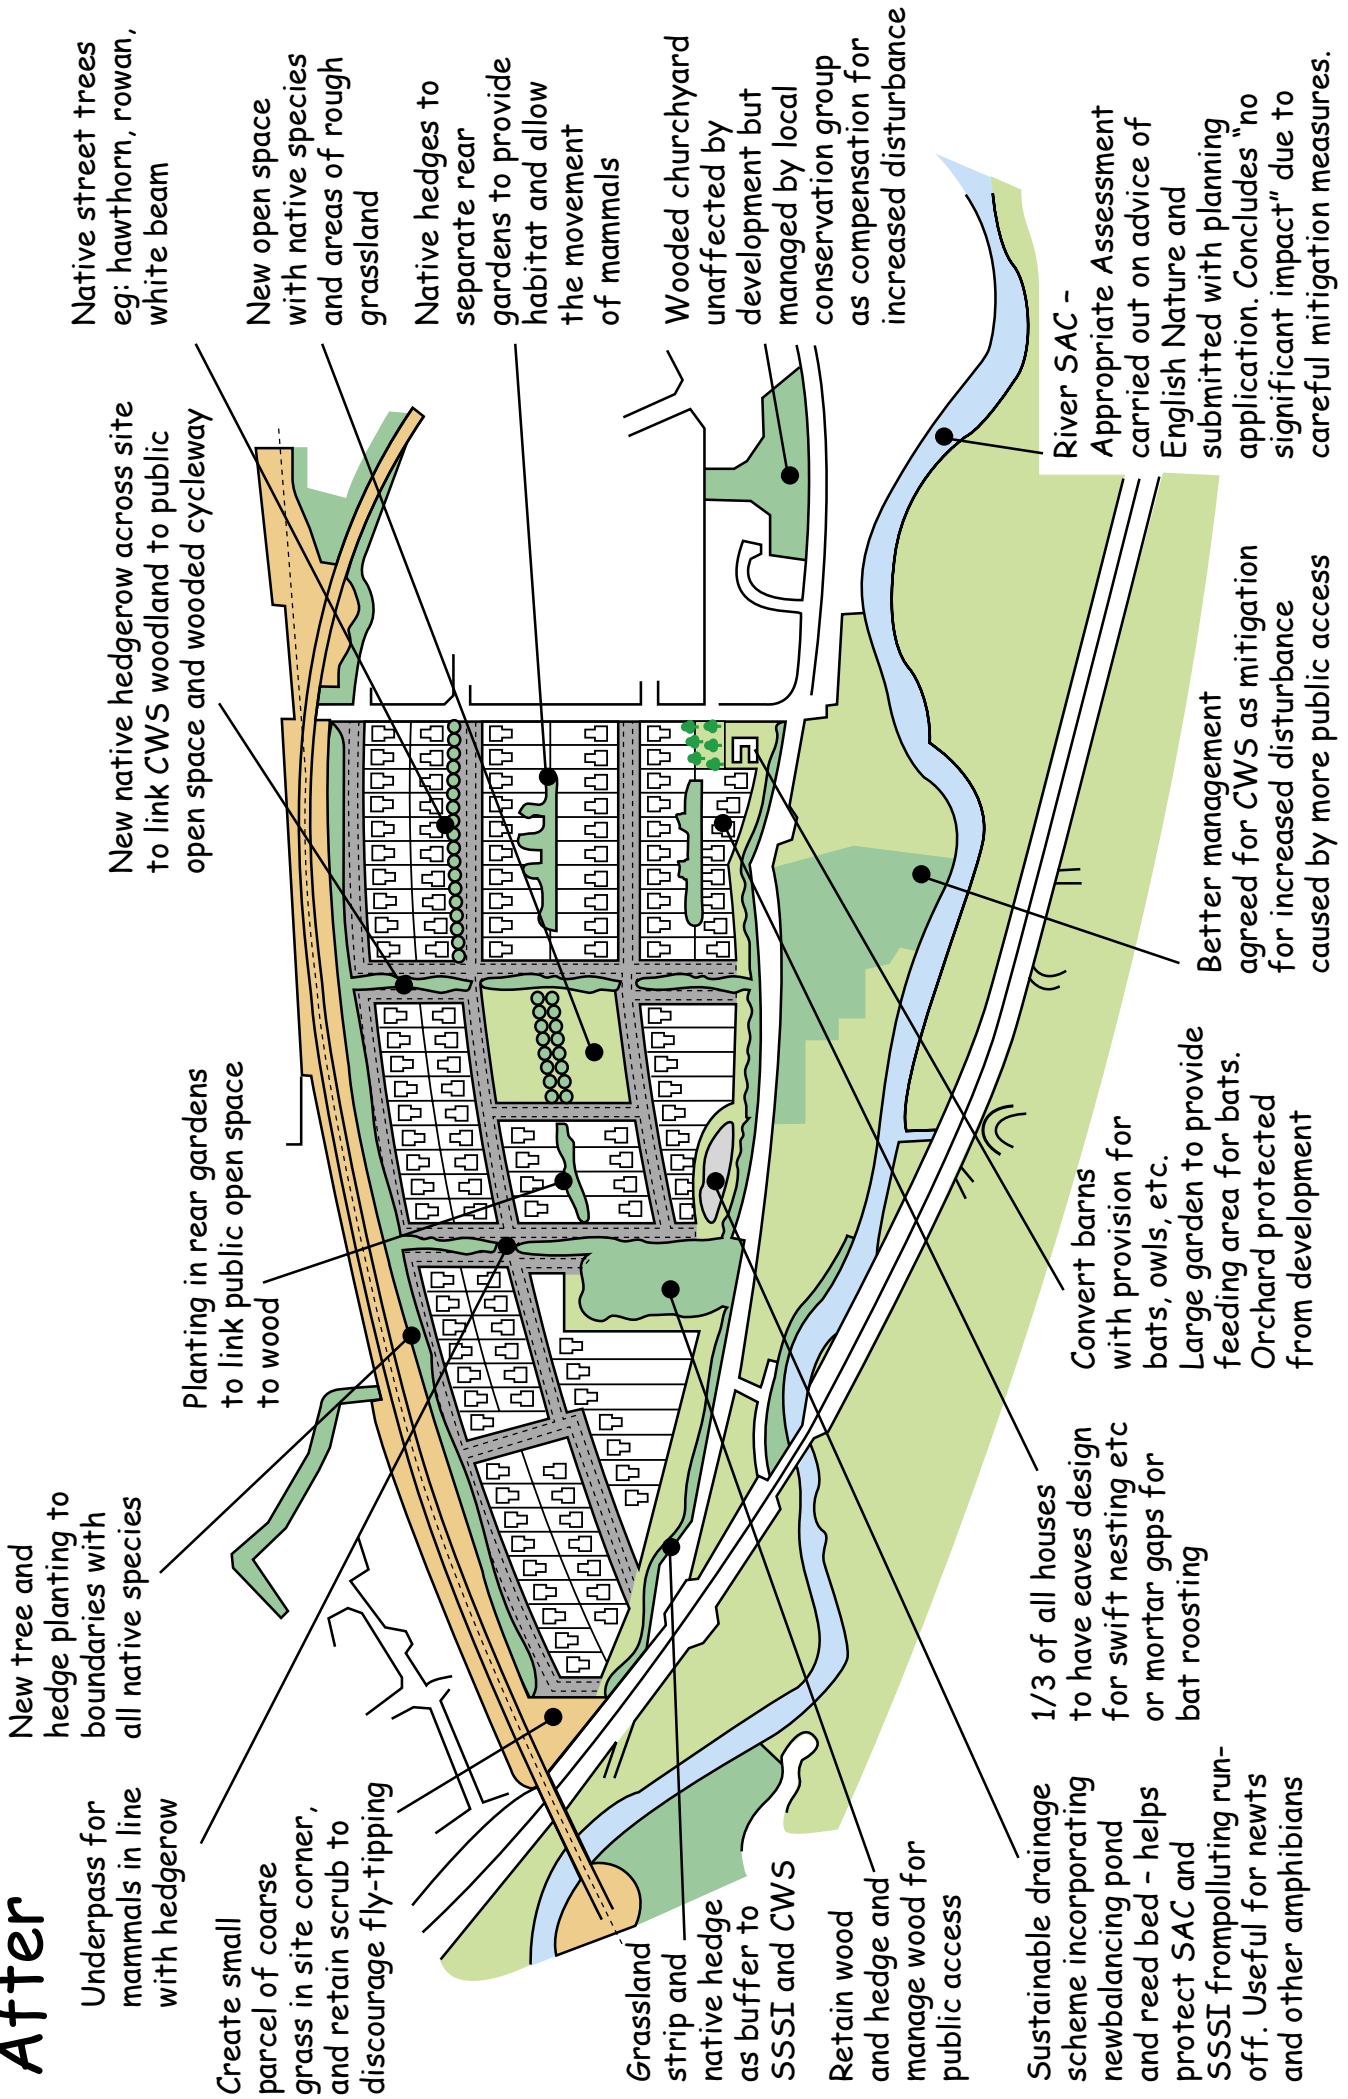 After
Underpass for
mammals in line
with hedgerow
New tree and
hedge planting to
boundaries with
all native species
Planting in rear gardens
to link public open space
to wood
New native hedgerow across site
to link CWS woodland to public
open space and wooded cycleway
Native street trees
eg: hawthorn, rowan,
white beam
New open space
with native species
and areas of rough
grassland
Native hedges to
separate rear
gardens to provide
habitat and allow
the movement
of mammals
Wooded churchyard
unaffected by
development but
managed by local
conservation group
as compensation for
increased disturbance
River SAC -
Appropriate Assessment
carried out on advice of
English Nature and
submitted with planning
application. Concludes “no
significant impact” due to
careful mitigation measures.
Better management
agreed for CWS as mitigation
for increased disturbance
caused by more public access
Convert barns
with provision for
bats, owls, etc.
Large garden to provide
feeding area for bats.
Orchard protected
from development
1/3 of all houses
to have eaves design
for swift nesting etc
or mortar gaps for
bat roosting
Sustainable drainage
scheme incorporating
newbalancing pond
and reed bed - helps
protect SAC and
SSSI frompolluting run-
off. Useful for newts
and other amphibians
Retain wood
and hedge and
manage wood for
public access
Grassland
strip and
native hedge
as buffer to
SSSI and CWS
Create small
parcel of coarse
grass in site corner,
and retain scrub to
discourage fly-tipping